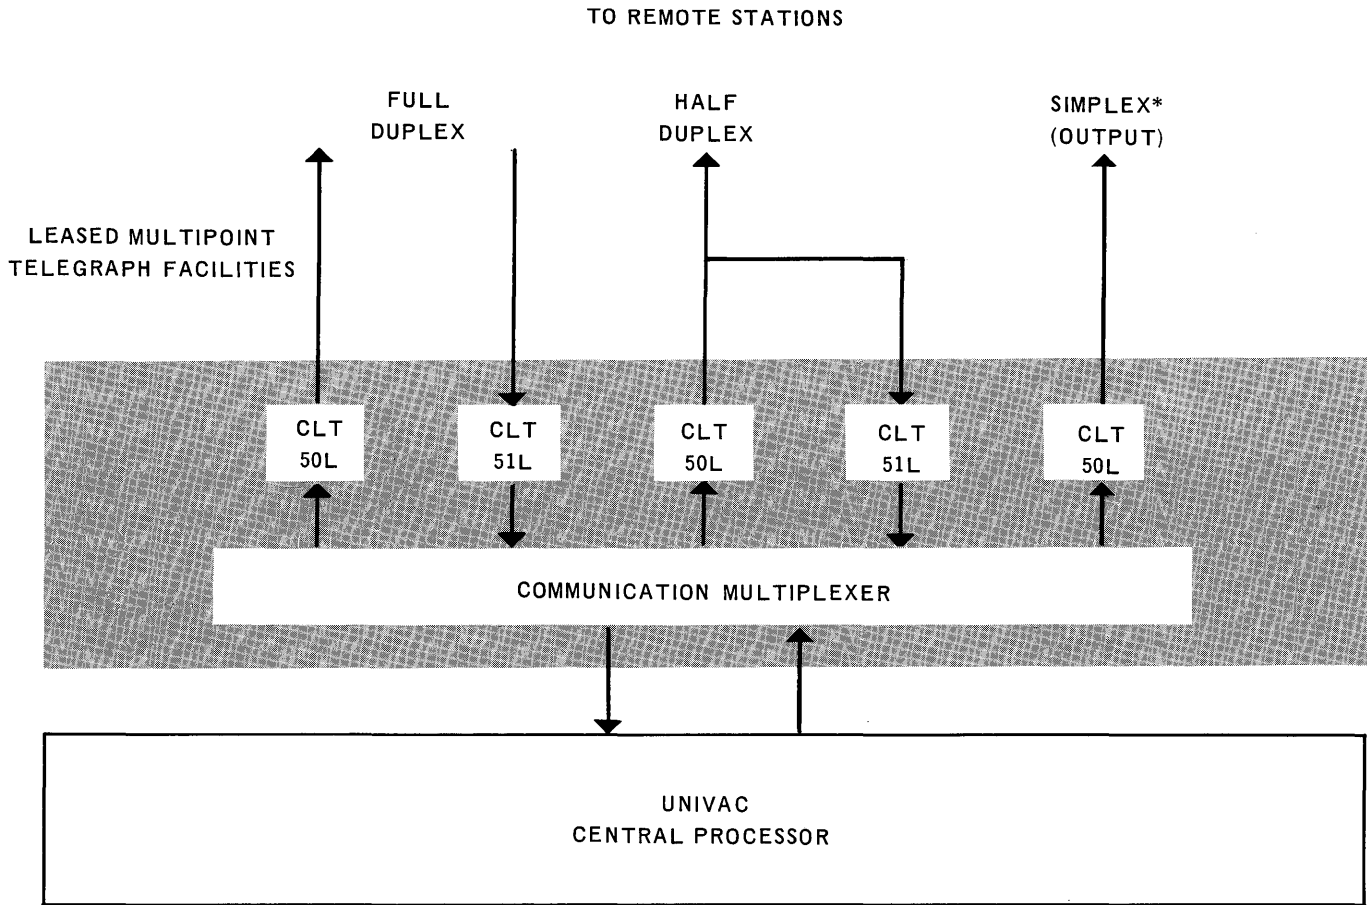 TO REMOTE STATIONS
FULL
DUPLEX
HALF
DUPLEX
SIMPLEX*
(OUTPUT)
LEASED MULTIPOINT
TELEGRAPH FACILITIES
CLT
50L
CLT
51L
CLT
50L
CLT
51L
CLT
50L
COMMUNICATION MULTIPLEXER
UNIVAC
CENTRAL PROCESSOR